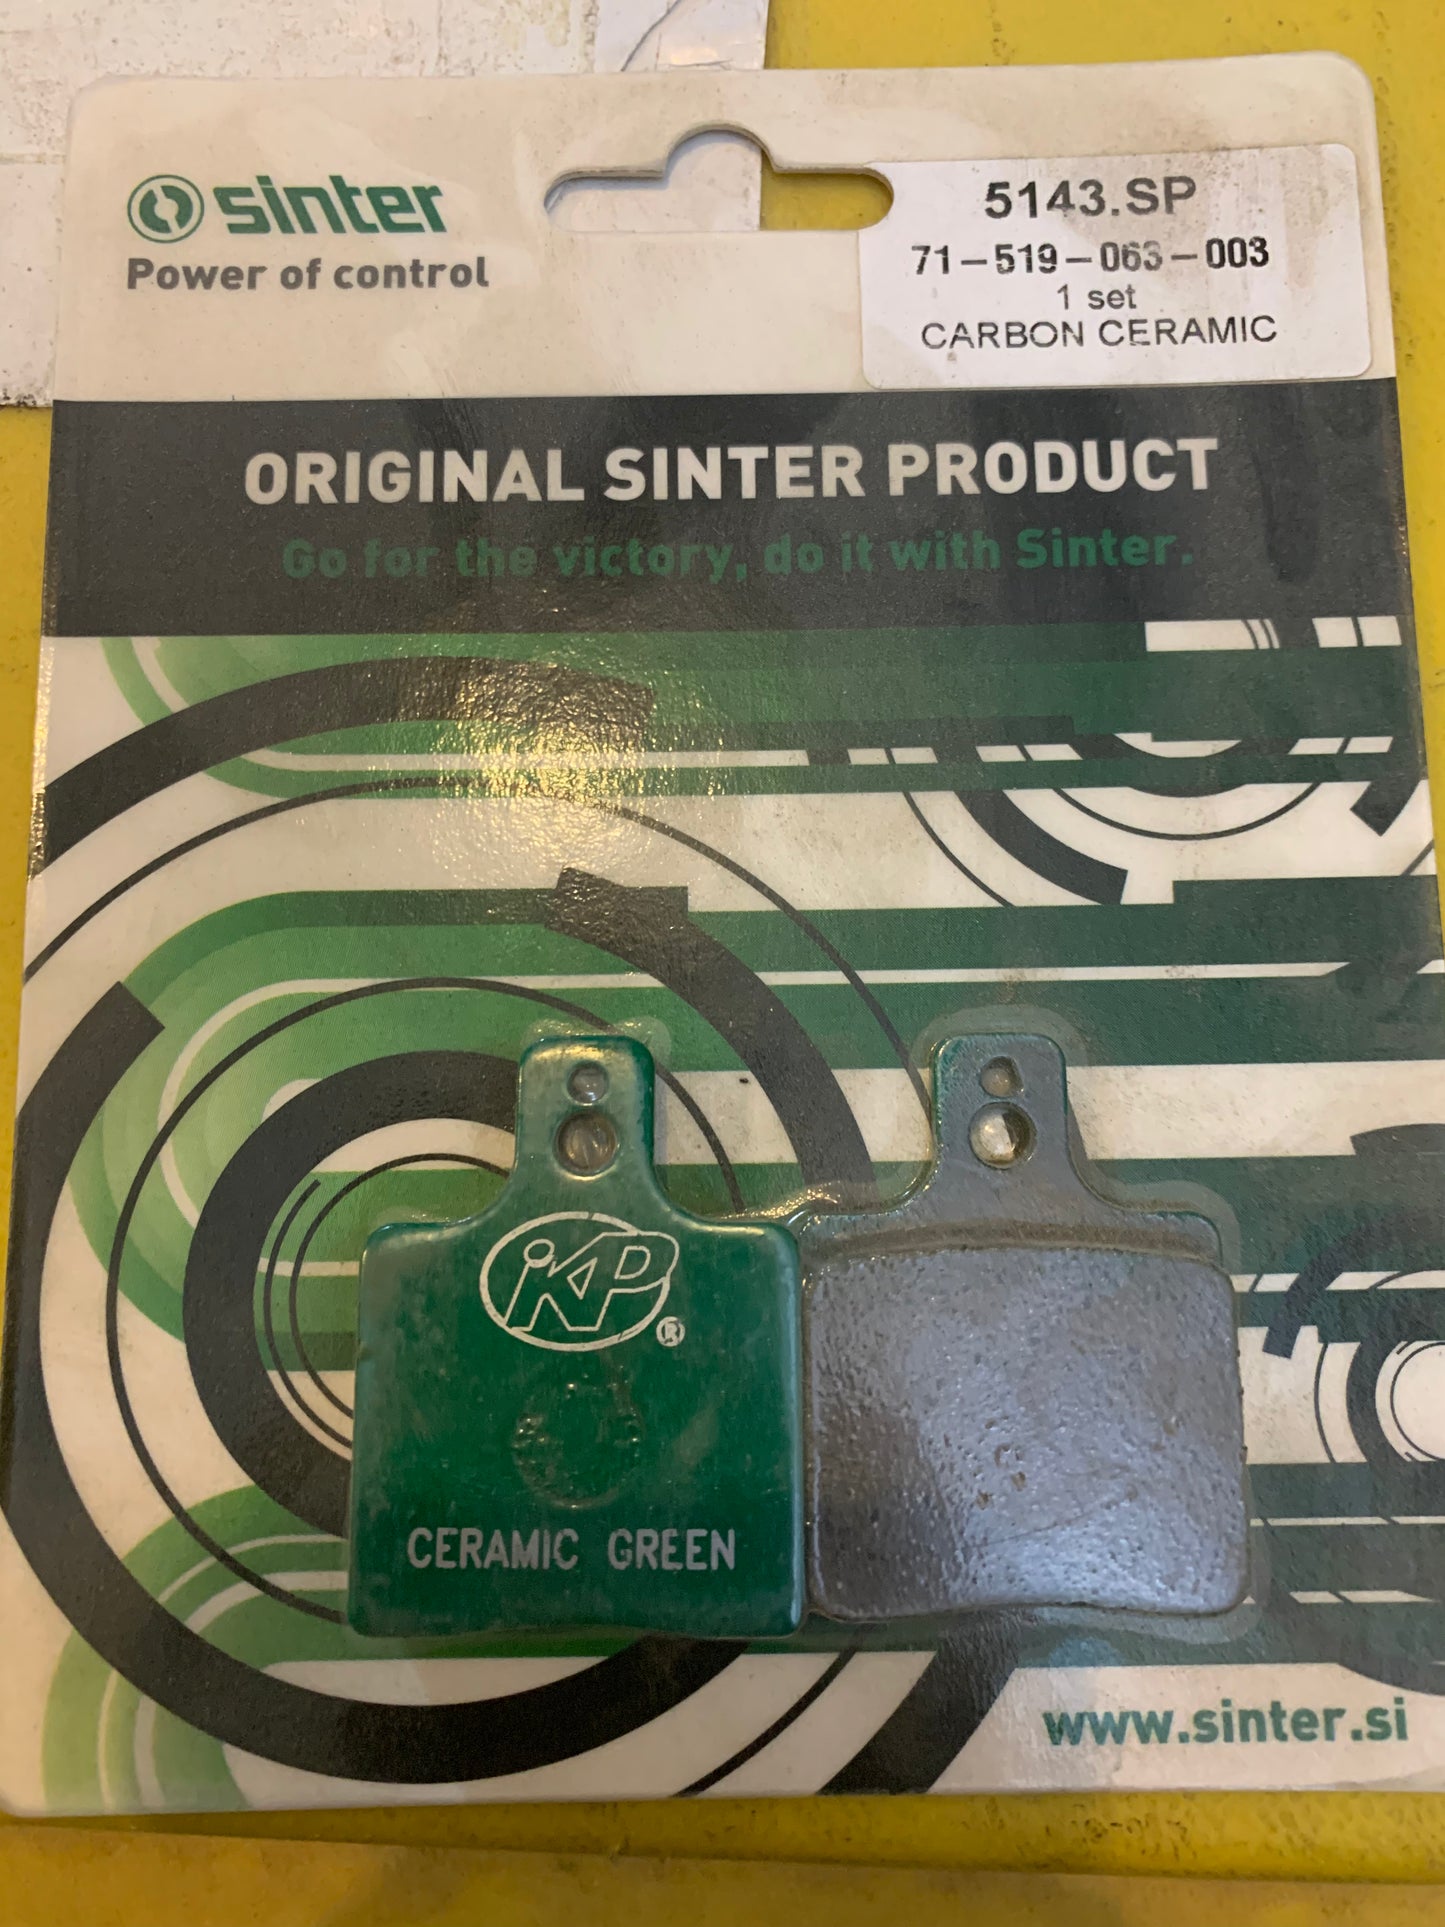 sinter
Power of control
5143.SP
71-519-063-003
1 set
CARBON CERAMIC
ORIGINAL SINTER PRODUCT
Go for the victory, do it with Sinter.
iKP
®
CERAMIC GREEN
www.sinter.si